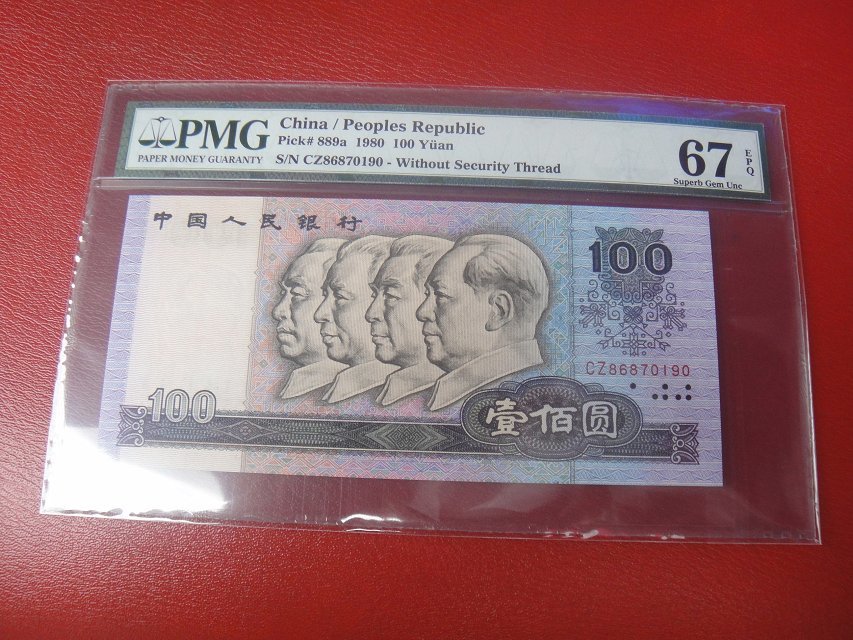 PMG
PAPER MONEY GUARANTY
China / Peoples Republic
Pick# 889a 1980 100 Yüan
S/N CZ86870190 - Without Security Thread
67
EPQ
Superb Gem Unc
中国人民银行
100
CZ86870190
100
壹佰圆